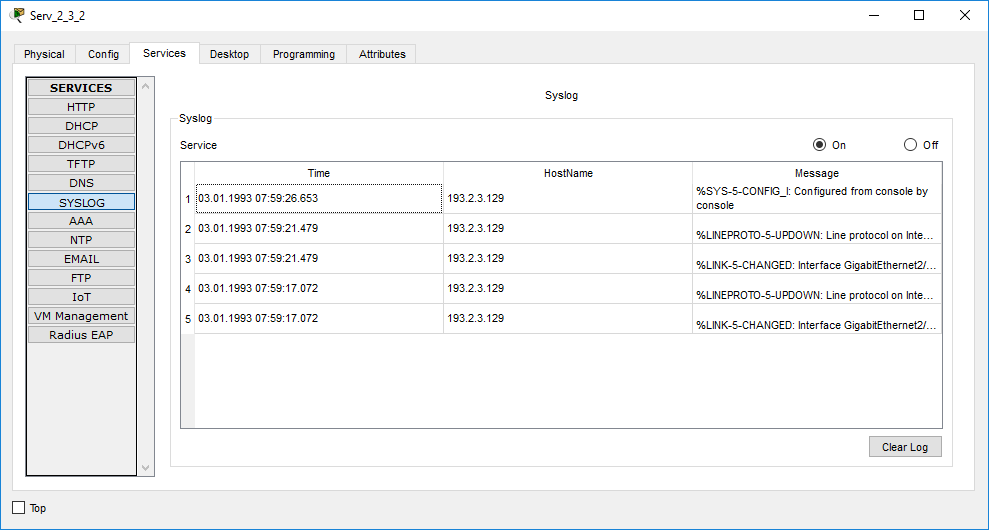 Serv_2_3_2
Physical Config Services Desktop Programming Attributes
SERVICES
HTTP
DHCP
DHCPv6
TFTP
DNS
SYSLOG
AAA
NTP
EMAIL
FTP
IoT
VM Management
Radius EAP
Syslog
Syslog
Service On Off
Time HostName Message
1 03.01.1993 07:59:26.653 193.2.3.129 %SYS-5-CONFIG_I: Configured from console by
console
2 03.01.1993 07:59:21.479 193.2.3.129 %LINEPROTO-5-UPDOWN: Line protocol on Inte...
3 03.01.1993 07:59:21.479 193.2.3.129 %LINK-5-CHANGED: Interface GigabitEthernet2/...
4 03.01.1993 07:59:17.072 193.2.3.129 %LINEPROTO-5-UPDOWN: Line protocol on Inte...
5 03.01.1993 07:59:17.072 193.2.3.129 %LINK-5-CHANGED: Interface GigabitEthernet2/...
Clear Log
Top